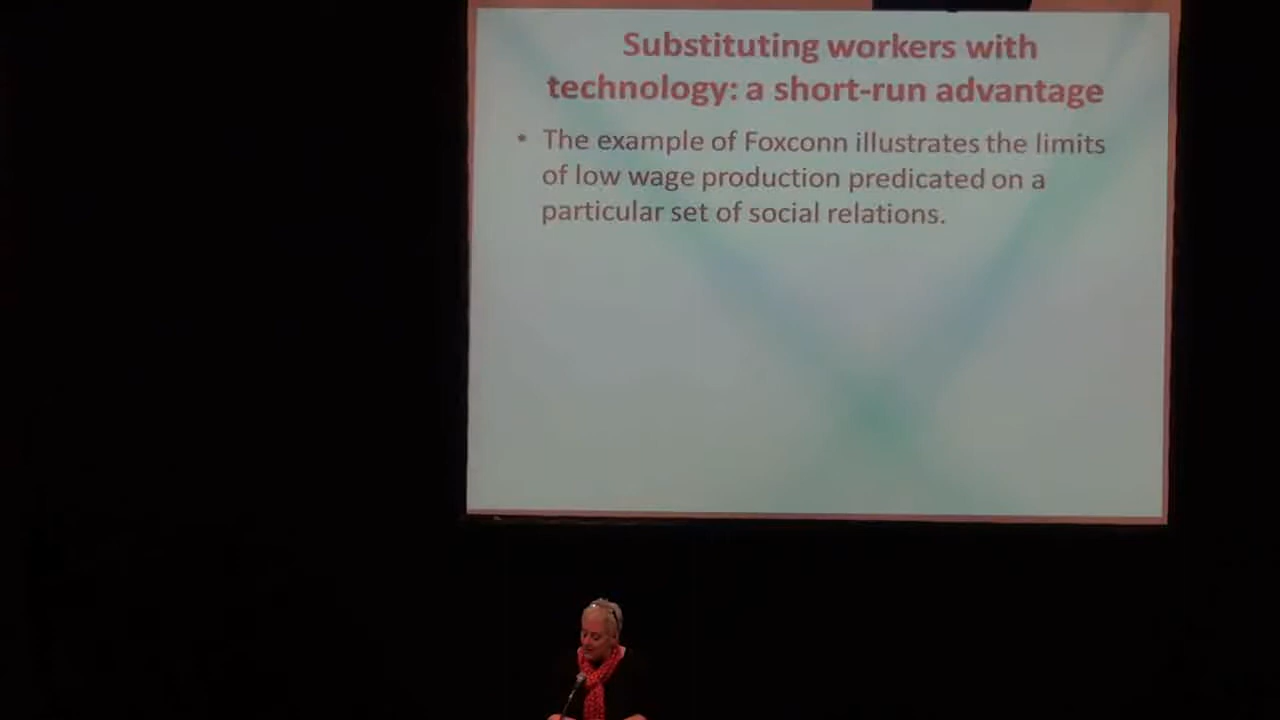 Substituting workers with
technology: a short-run advantage
• The example of Foxconn illustrates the limits
of low wage production predicated on a
particular set of social relations.